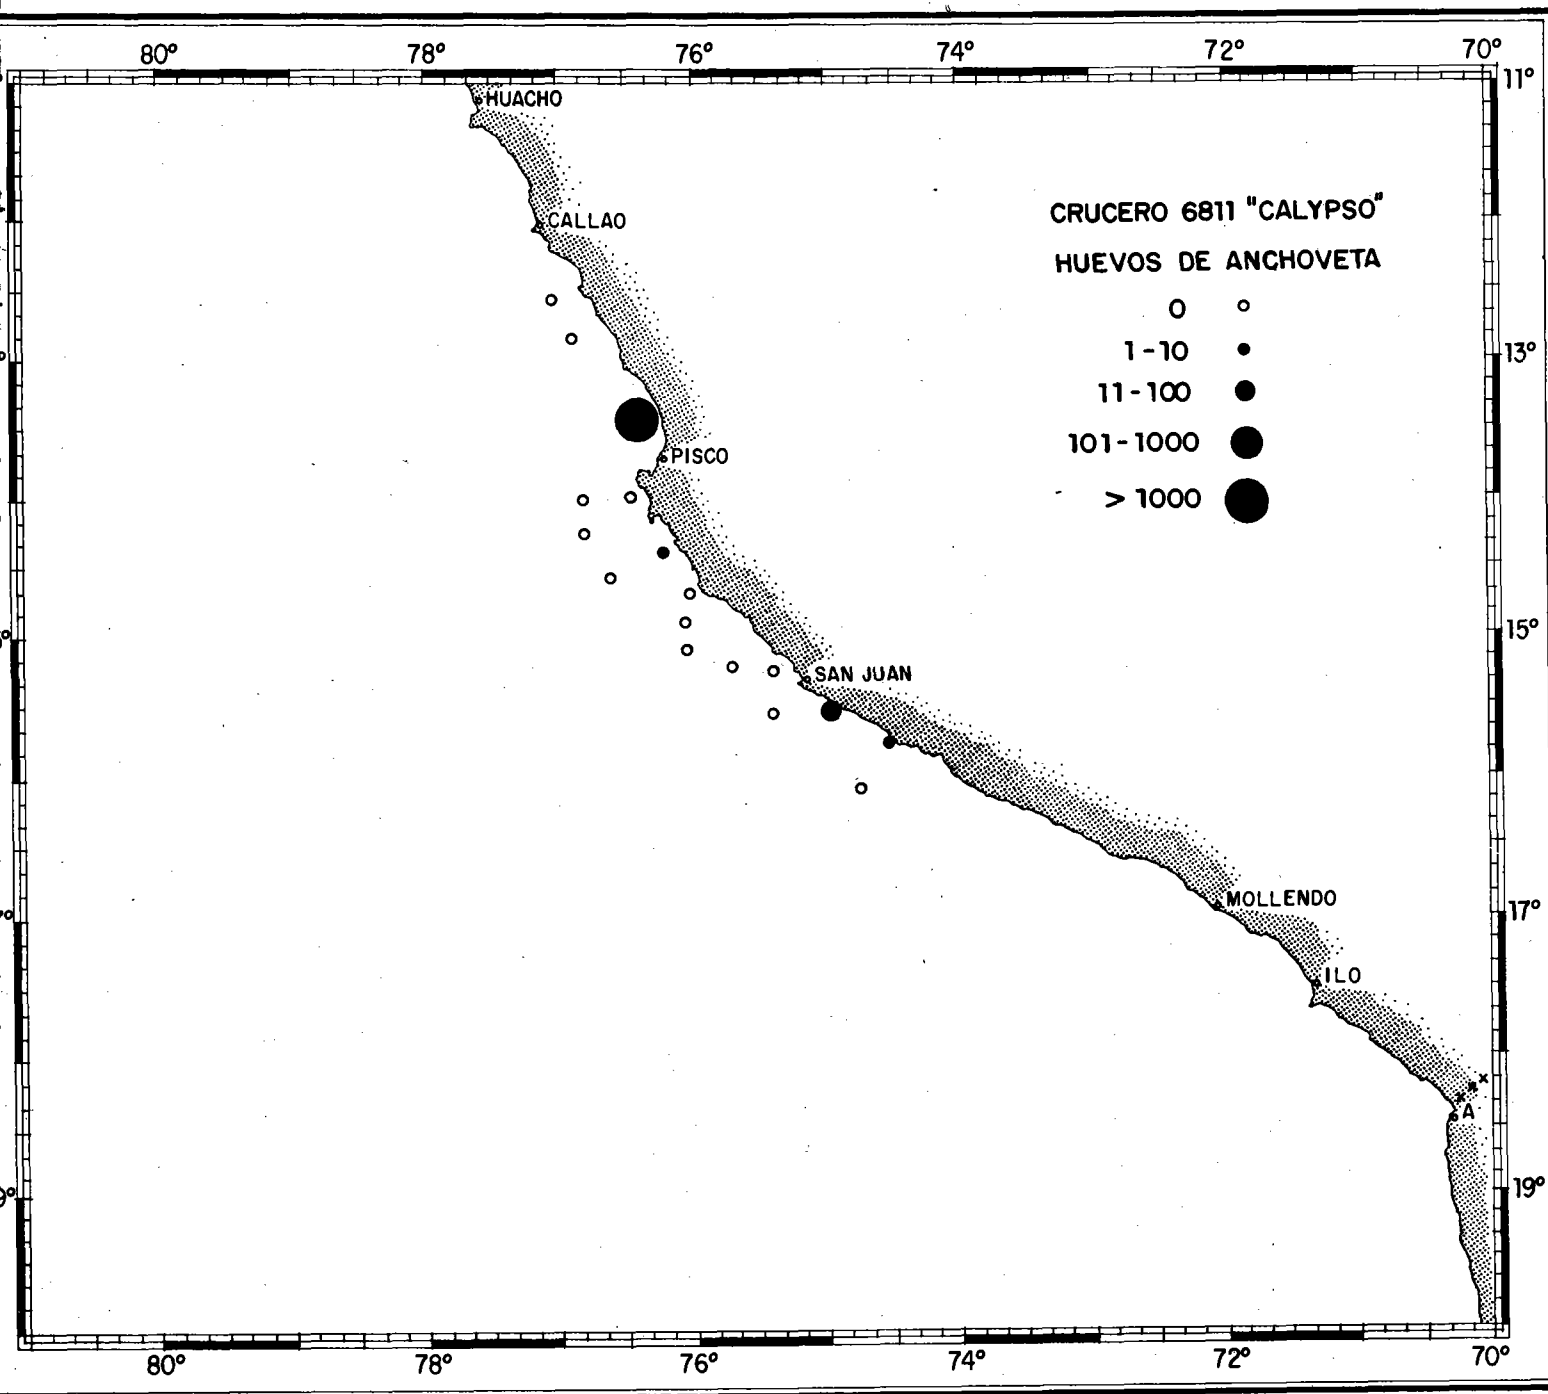 80° 78° 76° 74° 72° 70°
11°
HUACHO
CALLAO
CRUCERO 6811 "CALYPSO"
HUEVOS DE ANCHOVETA
0
1-10
13°
11-100
101-1000
PISCO
> 1000
15°
SAN JUAN
MOLLENDO
17°
ILO
A
19°
80° 78° 76° 74° 72° 70°